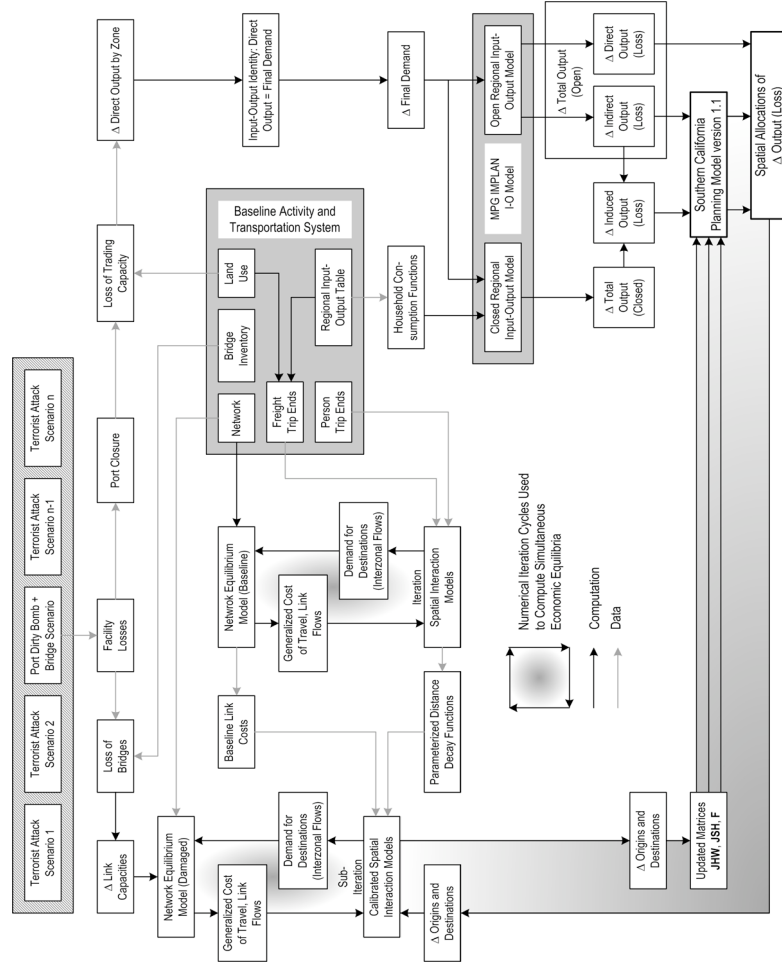 Terrorist Attack
Scenario 1
Terrorist Attack
Scenario 2
Port Dirty Bomb +
Bridge Scenario
Terrorist Attack
Scenario n-1
Terrorist Attack
Scenario n
Δ Link
Capacities
Loss of
Bridges
Facility
Losses
Port Closure
Loss of Trading
Capacity
Δ Direct Output by Zone
Network Equilibrium
Model (Damaged)
Generalized Cost
of Travel, Link
Flows
Demand for
Destinations
(Interzonal Flows)
Sub-
Iteration
Calibrated Spatial
Interaction Models
Δ Origins and
Destinations
Baseline Link
Costs
Parameterized Distance
Decay Functions
Netwrok Equilibrium
Model (Baseline)
Generalized Cost
of Travel, Link
Flows
Demand for
Destinations
(Interzonal Flows)
Iteration
Spatial Interaction
Models
Network
Bridge
Inventory
Land
Use
Baseline Activity and
Transportation System
Freight
Trip Ends
Person
Trip Ends
Regional Input-
Output Table
Input-Output Identity: Direct
Output = Final Demand
Household Con-
sumption Functions
Δ Final Demand
Closed Regional
Input-Output Model
MPG IMPLAN
I-O Model
Open Regional Input-
Output Model
Δ Total
Output
(Closed)
Δ Induced
Output
(Loss)
Δ Indirect
Output
(Loss)
Δ Direct
Output
(Loss)
Δ Total Output
(Open)
Numerical Iteration Cycles Used
to Compute Simultaneous
Economic Equilibria
Computation
Data
Δ Origins and
Destinations
Updated Matrices
JHW, JSH, F
Southern California
Planning Model version 1.1
Spatial Allocations of
Δ Output (Loss)